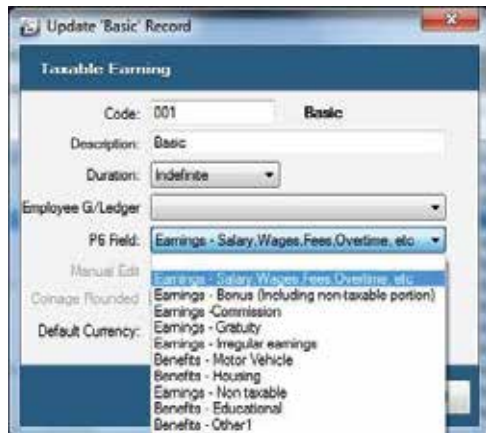 Update 'Basic' Record
Taxable Earning
Code: 001 Basic
Description: Basic
Duration: Indefinite
Employee G/Ledger
P6 Field: Earnings - Salary,Wages,Fees,Overtime, etc
Manual Edit
Coinage Rounded
Default Currency:
Earnings - Salary,Wages,Fees,Overtime, etc
Earnings - Bonus (Including non-taxable portion)
Earnings -Commission
Earnings - Gratuity
Earnings - Irregular earnings
Benefits - Motor Vehicle
Benefits - Housing
Earnings - Non taxable
Benefits - Educational
Benefits - Other1